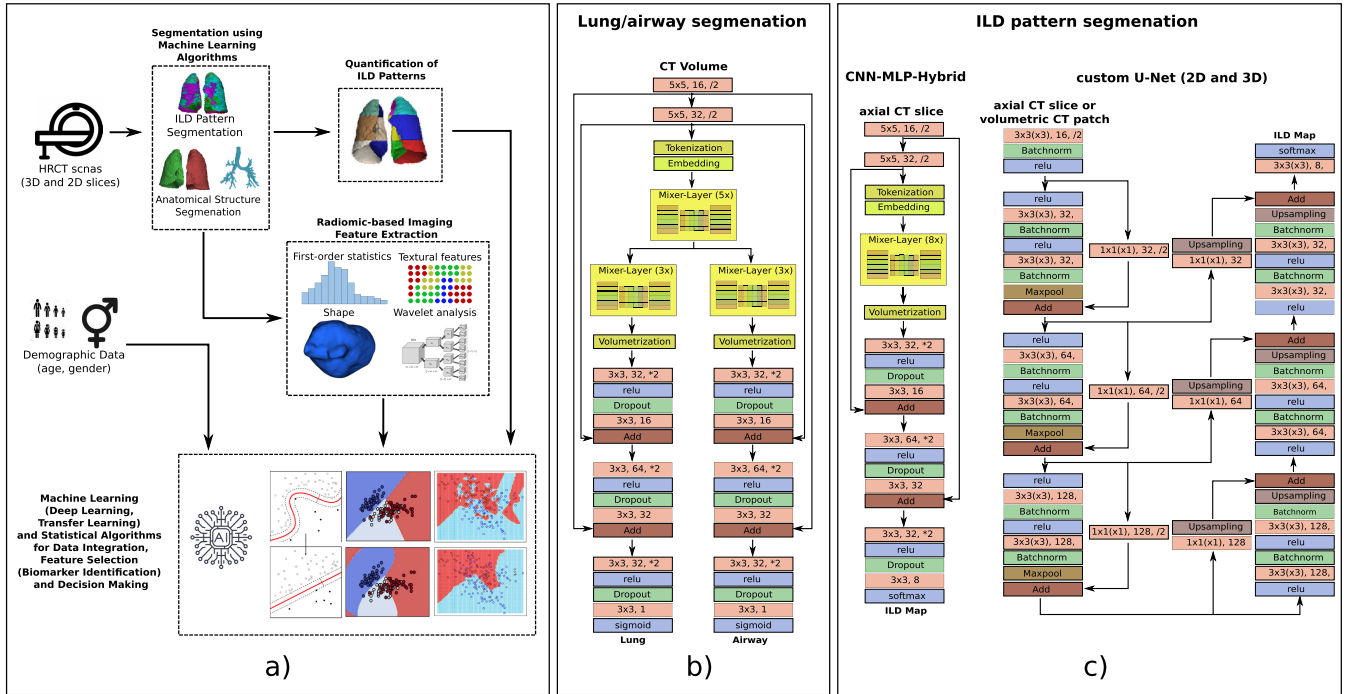 Segmentation using
Machine Learning
Algorithms
ILD Pattern
Segmentation
Anatomical Structure
Segmenation
HRCT scnas
(3D and 2D slices)
Quantification of
ILD Patterns
Radiomic-based Imaging
Feature Extraction
First-order statistics
Textural features
Shape
Wavelet analysis
Demographic Data
(age, gender)
Machine Learning
(Deep Learning,
Transfer Learning)
and Statistical Algorithms
for Data Integration,
Feature Selection
(Biomarker Identification)
and Decision Making
AI
a)
Lung/airway segmenation
CT Volume
5x5, 16, /2
5x5, 32, /2
Tokenization
Embedding
Mixer-Layer (5x)
Mixer-Layer (3x)
Volumetrization
3x3, 32, *2
relu
Dropout
3x3, 16
Add
3x3, 64, *2
relu
Dropout
3x3, 32
Add
3x3, 32, *2
relu
Dropout
3x3, 1
sigmoid
Lung
Mixer-Layer (3x)
Volumetrization
3x3, 32, *2
relu
Dropout
3x3, 16
Add
3x3, 64, *2
relu
Dropout
3x3, 32
Add
3x3, 32, *2
relu
Dropout
3x3, 1
sigmoid
Airway
b)
ILD pattern segmenation
CNN-MLP-Hybrid
axial CT slice
5x5, 16, /2
5x5, 32, /2
Tokenization
Embedding
Mixer-Layer (8x)
Volumetrization
3x3, 32, *2
relu
Dropout
3x3, 16
Add
3x3, 64, *2
relu
Dropout
3x3, 32
Add
3x3, 32, *2
relu
Dropout
3x3, 8
softmax
ILD Map
custom U-Net (2D and 3D)
axial CT slice or
volumetric CT patch
3x3(x3), 16, /2
Batchnorm
relu
relu
3x3(x3), 32,
Batchnorm
relu
3x3(x3), 32,
Batchnorm
Maxpool
Add
relu
3x3(x3), 64,
Batchnorm
relu
3x3(x3), 64,
Batchnorm
Maxpool
Add
relu
3x3(x3), 128,
Batchnorm
relu
3x3(x3), 128,
Batchnorm
Maxpool
Add
1x1(x1), 32, /2
1x1(x1), 64, /2
1x1(x1), 128, /2
Upsampling
1x1(x1), 32
Upsampling
1x1(x1), 64
Upsampling
1x1(x1), 128
ILD Map
softmax
3x3(x3), 8,
Add
Upsampling
Batchnorm
3x3(x3), 32,
relu
Batchnorm
3x3(x3), 32,
relu
Add
Upsampling
Batchnorm
3x3(x3), 64,
relu
Batchnorm
3x3(x3), 64,
relu
Add
Upsampling
Batchnorm
3x3(x3), 128,
relu
Batchnorm
3x3(x3), 128,
relu
c)